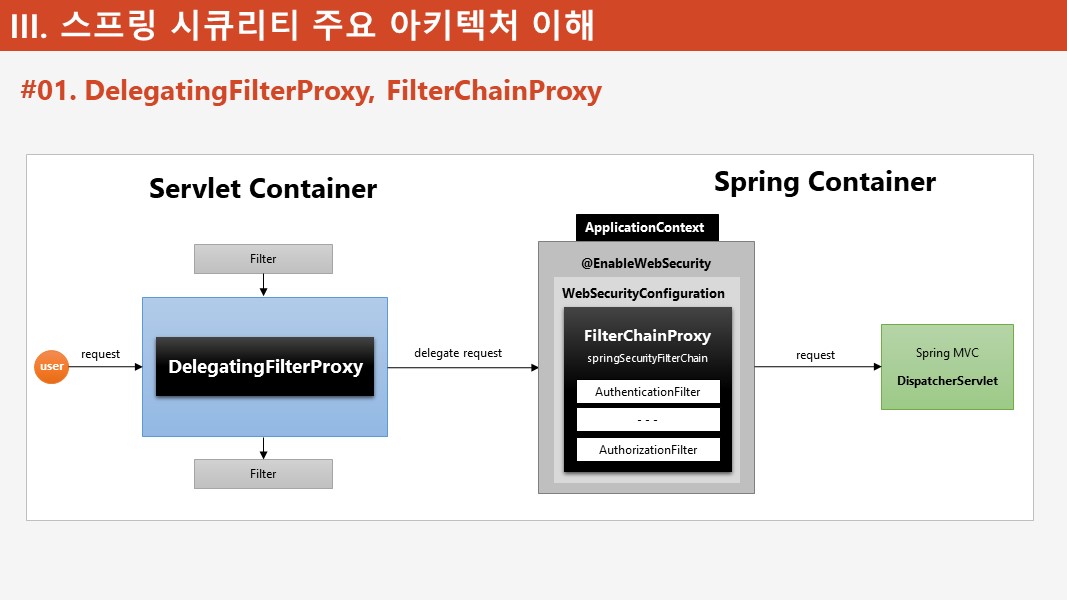 III. 스프링 시큐리티 주요 아키텍처 이해
#01. DelegatingFilterProxy, FilterChainProxy
Servlet Container
Spring Container
ApplicationContext
@EnableWebSecurity
WebSecurityConfiguration
Filter
FilterChainProxy
springSecurityFilterChain
user
request
DelegatingFilterProxy
delegate request
request
Spring MVC
DispatcherServlet
AuthenticationFilter
- - -
AuthorizationFilter
Filter